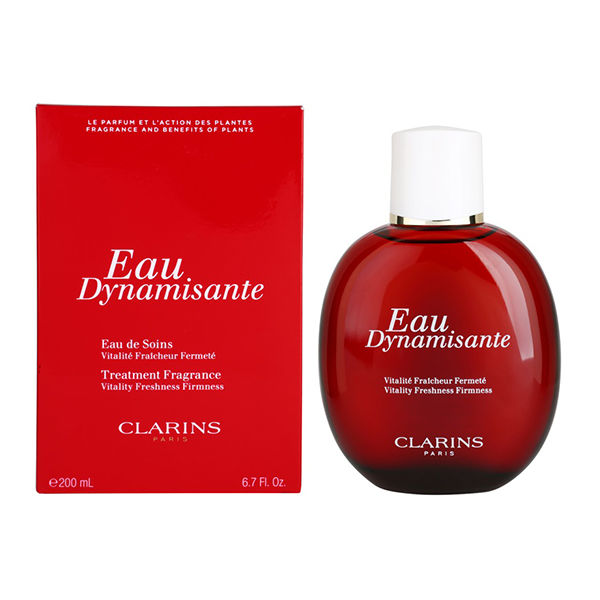 LE PARFUM ET L'ACTION DES PLANTES
FRAGRANCE AND BENEFITS OF PLANTS
Eau
Dynamisante
Eau de Soins
Vitalité Fraîcheur Fermeté
Treatment Fragrance
Vitality Freshness Firmness
CLARINS
PARIS
℮200 mL 6.7 Fl. Oz.
Eau
Dynamisante
Vitalité Fraîcheur Fermeté
Vitality Freshness Firmness
CLARINS
PARIS